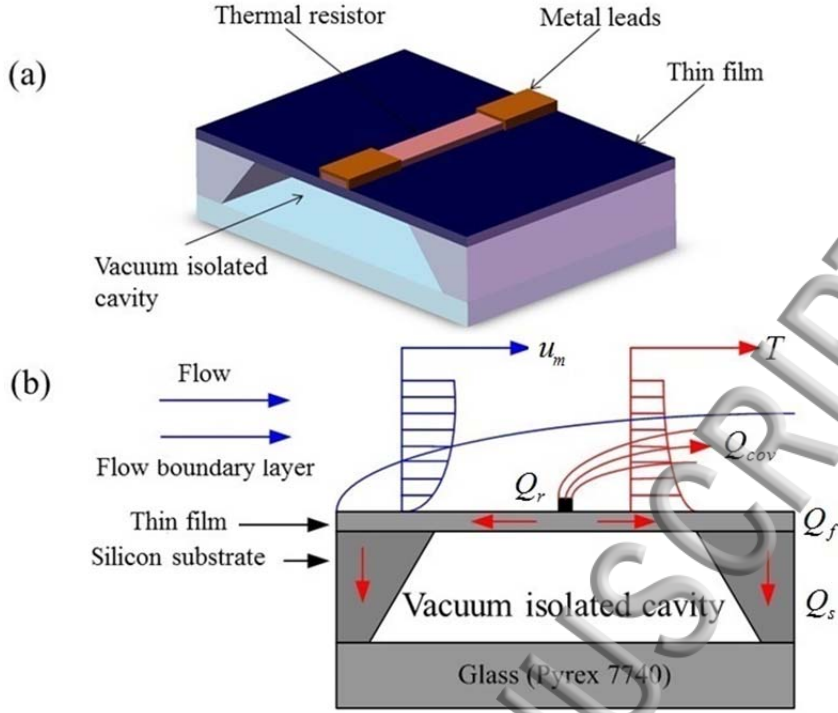 Thermal resistor
Metal leads
(a)
Thin film
Vacuum isolated
cavity
(b)
u_m
T
Flow
Flow boundary layer
Q_cov
Q_r
Thin film
Q_f
Silicon substrate
Vacuum isolated cavity
Q_s
Glass (Pyrex 7740)
USCRIPT